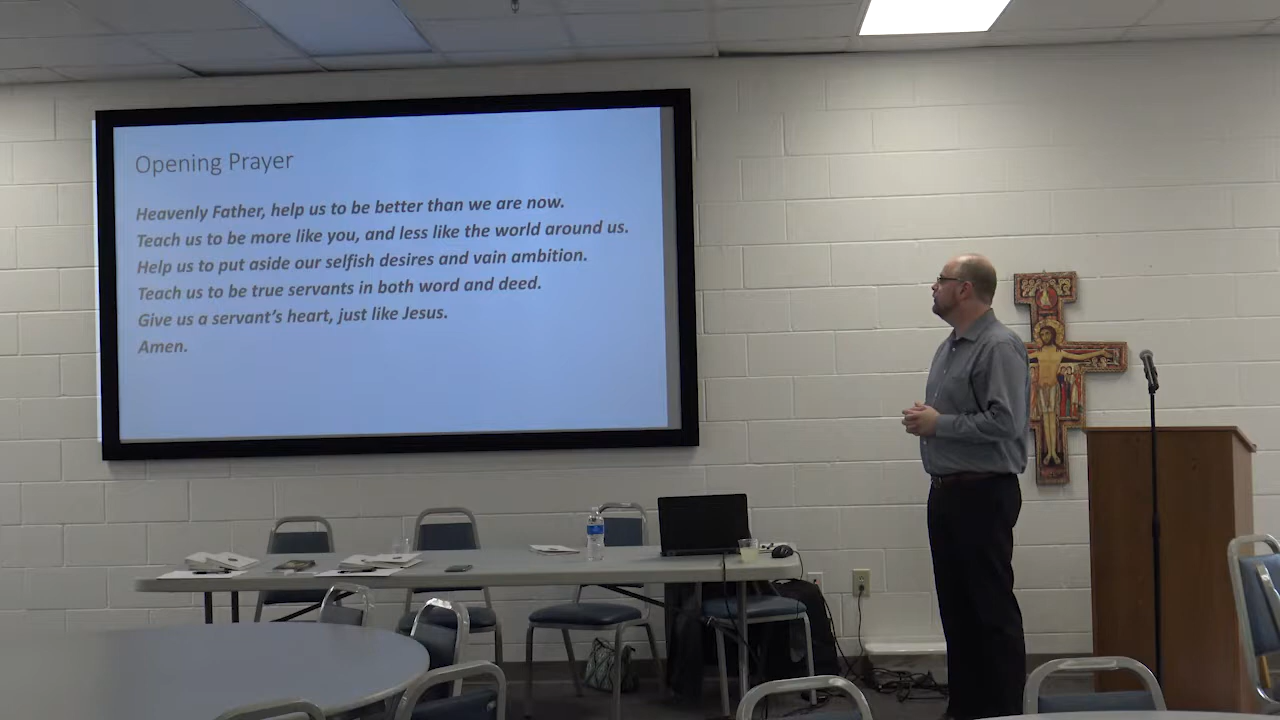 Opening Prayer
Heavenly Father, help us to be better than we are now.
Teach us to be more like you, and less like the world around us.
Help us to put aside our selfish desires and vain ambition.
Teach us to be true servants in both word and deed.
Give us a servant's heart, just like Jesus.
Amen.